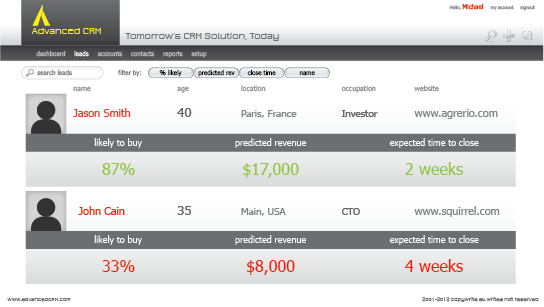 Hello, Michael my account signout
Advanced CRM
Tomorrow's CRM Solution, Today
dashboard leads accounts contacts reports setup
search leads filter by: % likely predicted rev close time name
name age location occupation website
Jason Smith 40 Paris, France Investor www.agrerio.com
likely to buy predicted revenue expected time to close
87% $17,000 2 weeks
John Cain 35 Main, USA CTO www.squirrel.com
likely to buy predicted revenue expected time to close
33% $8,000 4 weeks
www.advancedCRM.com 2001-2012 copywrite all writes not reserved